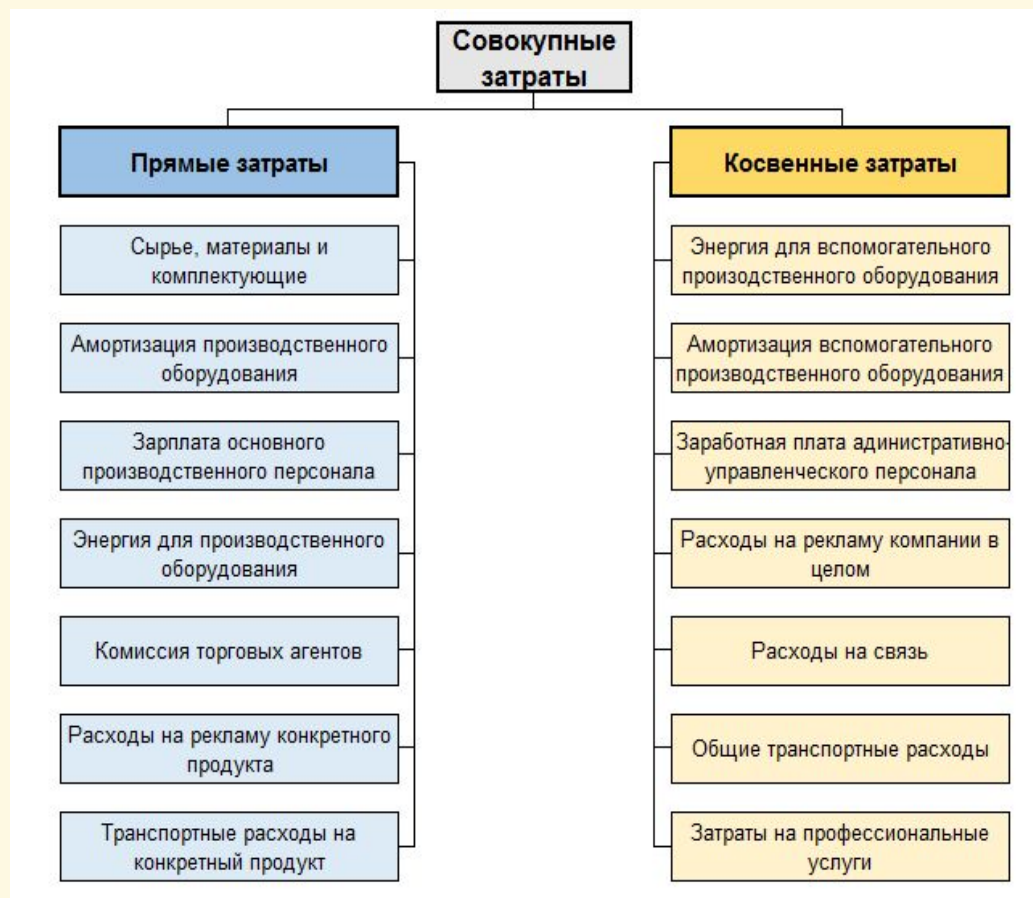 Совокупные
затраты
Прямые затраты
Косвенные затраты
Сырье, материалы и
комплектующие
Энергия для вспомогательного
произодственного оборудования
Амортизация производственного
оборудования
Амортизация вспомогательного
производственного оборудования
Зарплата основного
производственного персонала
Заработная плата адинистративно-
управленческого персонала
Энергия для производственного
оборудования
Расходы на рекламу компании в
целом
Комиссия торговых агентов
Расходы на связь
Расходы на рекламу конкретного
продукта
Общие транспортные расходы
Транспортные расходы на
конкретный продукт
Затраты на профессиональные
услуги